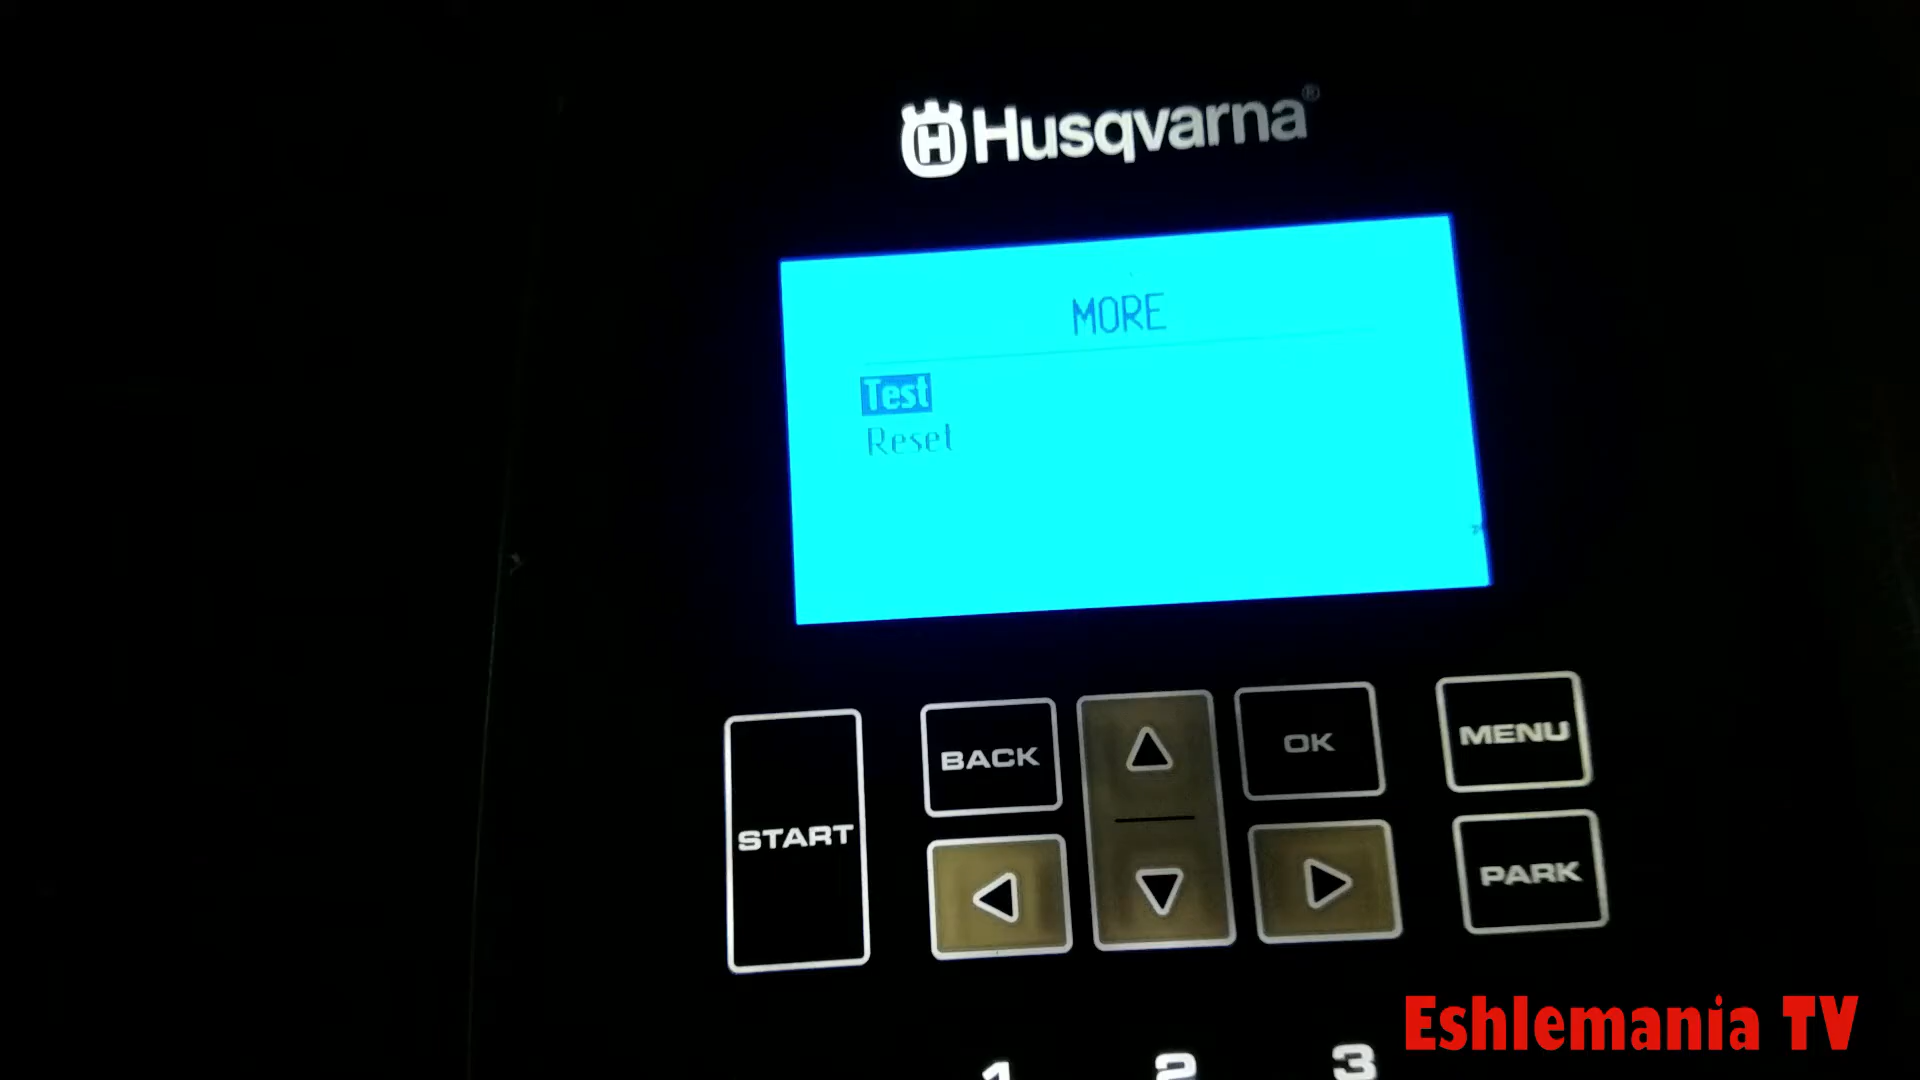 Husqvarna®
MORE
Test
Reset
START
BACK
OK
MENU
PARK
1 2 3
Eshlemania TV